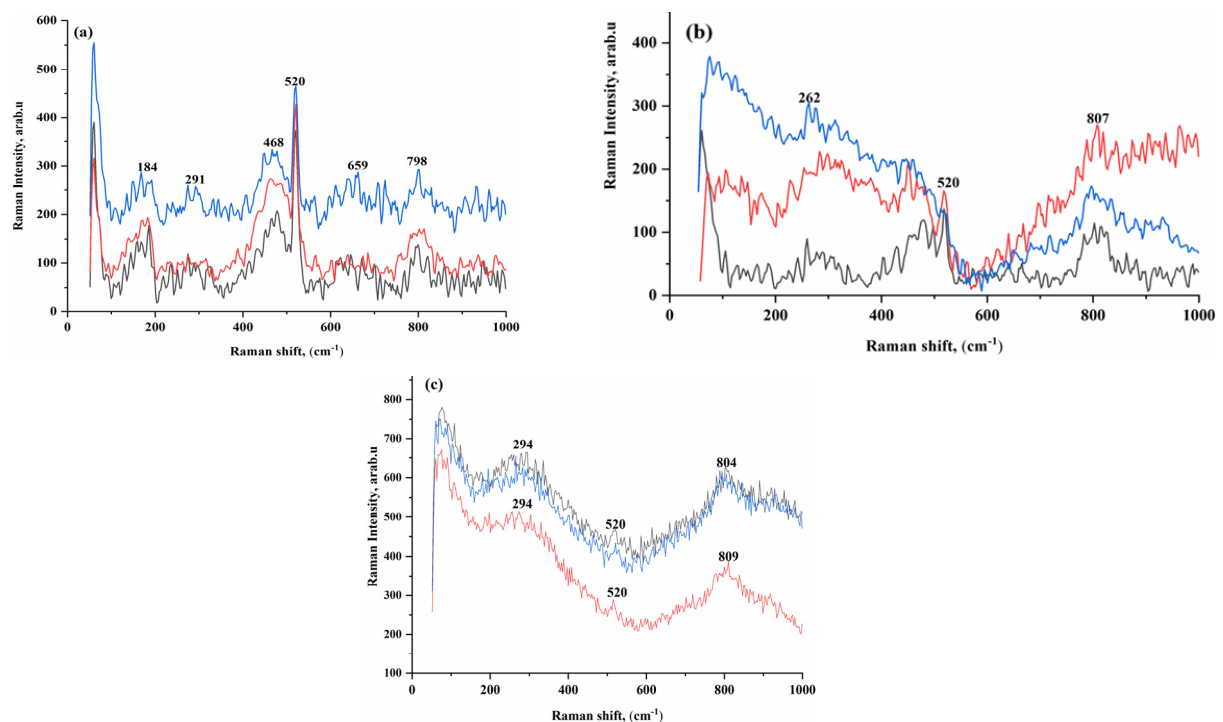 (a)
600
500
400
300
200
100
0
Raman Intensity, arab.u
184
291
468
520
659
798
0 200 400 600 800 1000
Raman shift, (cm⁻¹)
(b)
400
300
200
100
0
Raman Intensity, arab.u
262
520
807
0 200 400 600 800 1000
Raman shift, (cm⁻¹)
(c)
800
700
600
500
400
300
200
100
Raman Intensity, arab.u
294
294
520
520
804
809
0 200 400 600 800 1000
Raman shift, (cm⁻¹)